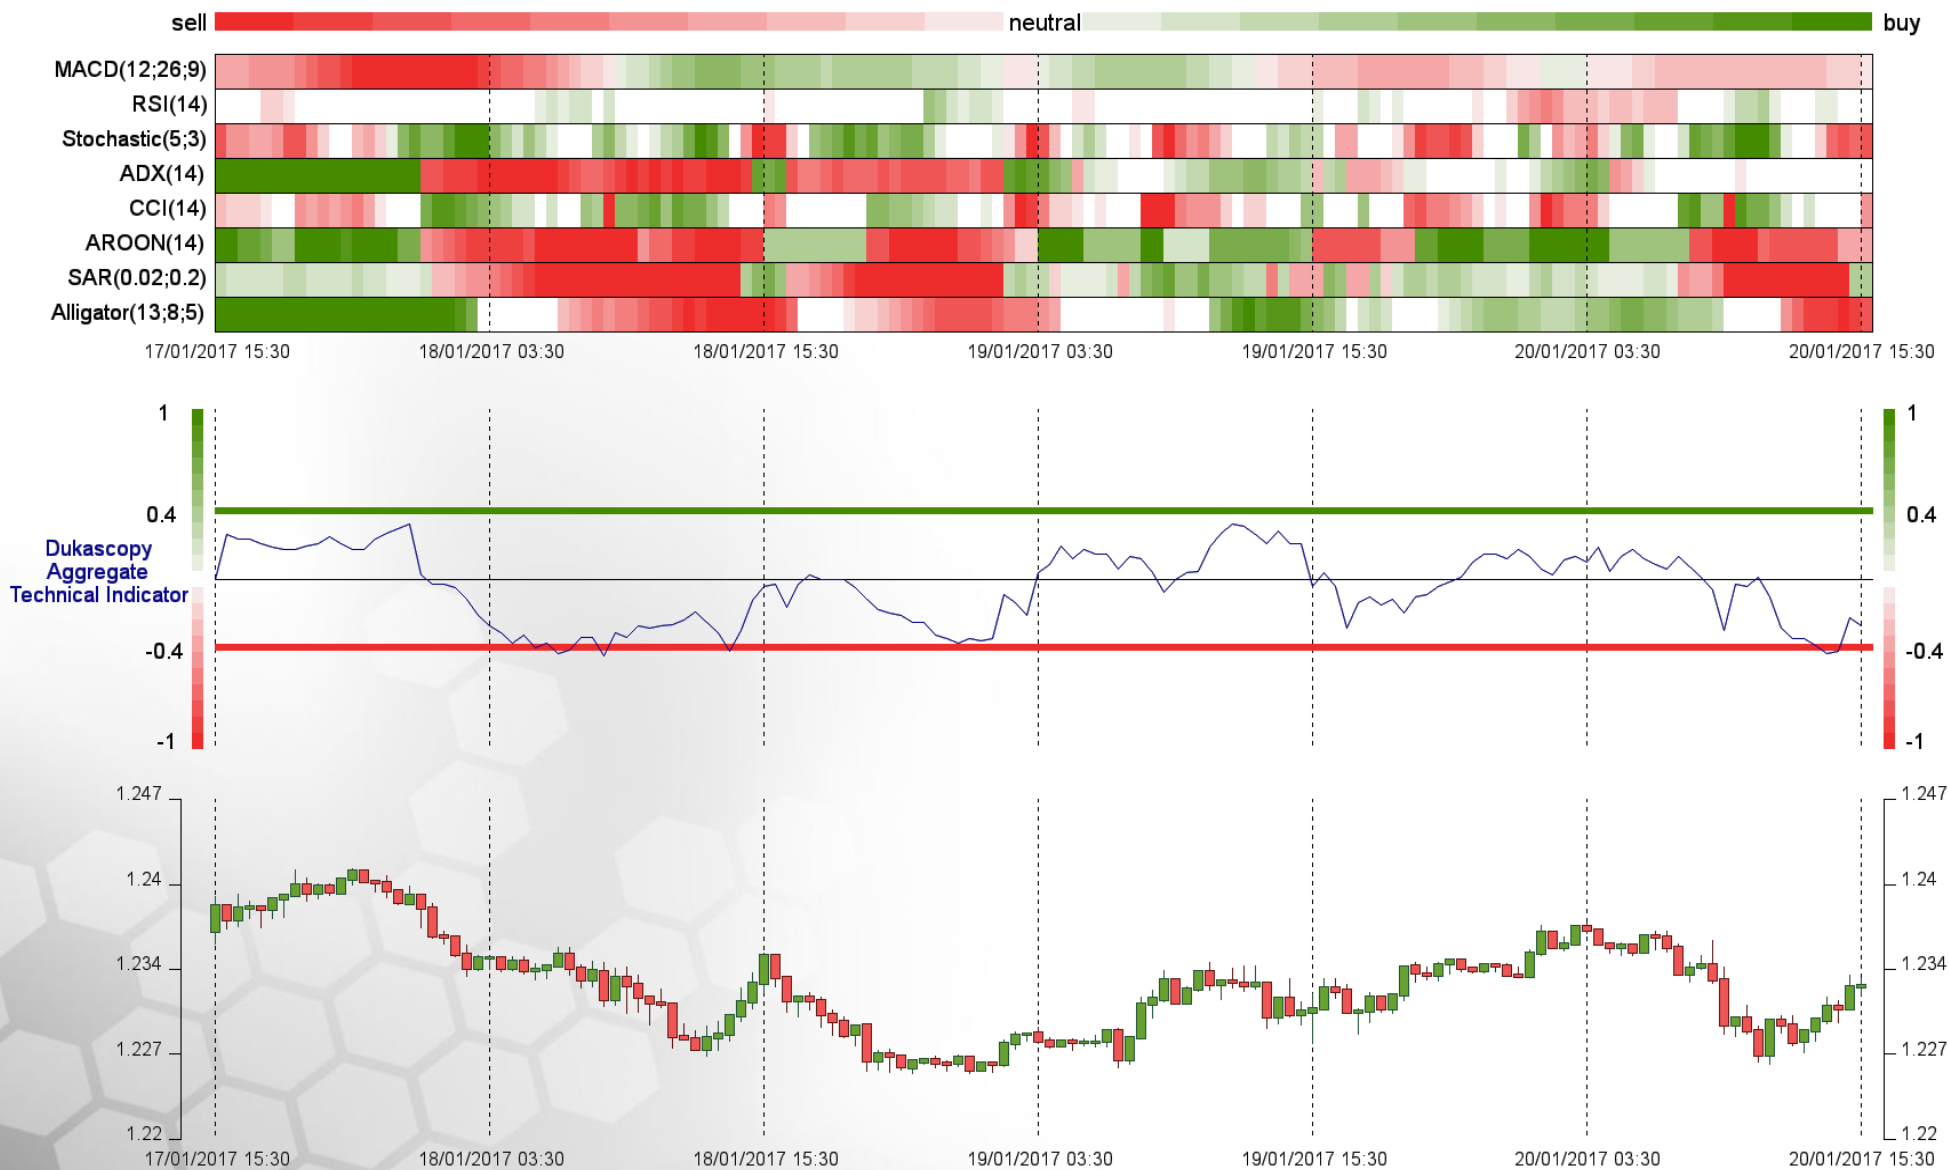 sell neutral buy
MACD(12;26;9)
RSI(14)
Stochastic(5;3)
ADX(14)
CCI(14)
AROON(14)
SAR(0.02;0.2)
Alligator(13;8;5)
17/01/2017 15:30 18/01/2017 03:30 18/01/2017 15:30 19/01/2017 03:30 19/01/2017 15:30 20/01/2017 03:30 20/01/2017 15:30
1 1
0.4 0.4
Dukascopy
Aggregate
Technical Indicator
-0.4 -0.4
-1 -1
1.247 1.247
1.24 1.24
1.234 1.234
1.227 1.227
1.22 1.22
17/01/2017 15:30 18/01/2017 03:30 18/01/2017 15:30 19/01/2017 03:30 19/01/2017 15:30 20/01/2017 03:30 20/01/2017 15:30